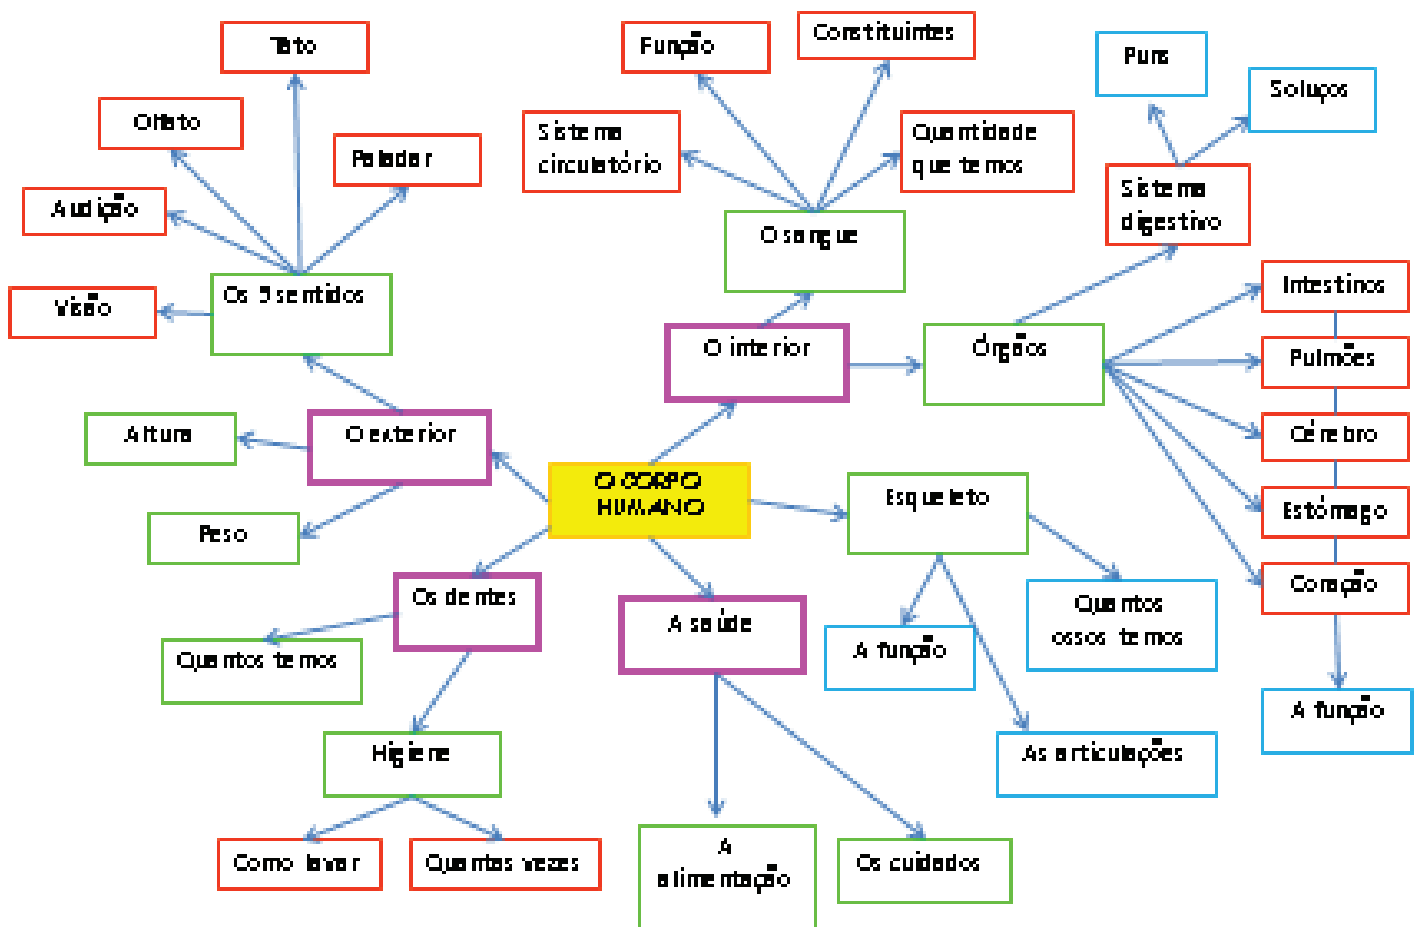 Tato
Função
Constituintes
Puns
Soluços
Olfato
Paladar
Sistema
circulatório
Quantidade
que temos
Audição
Sistema
digestivo
O sangue
Os 5 sentidos
Visão
Intestinos
O interior
Órgãos
Pulmões
Altura
O exterior
Cérebro
O CORPO
HUMANO
Esqueleto
Estômago
Peso
Os dentes
Coração
A saúde
Quantos
ossos temos
Quantos temos
A função
A função
Higiene
As articulações
Como lavar
Quantas vezes
A
alimentação
Os cuidados